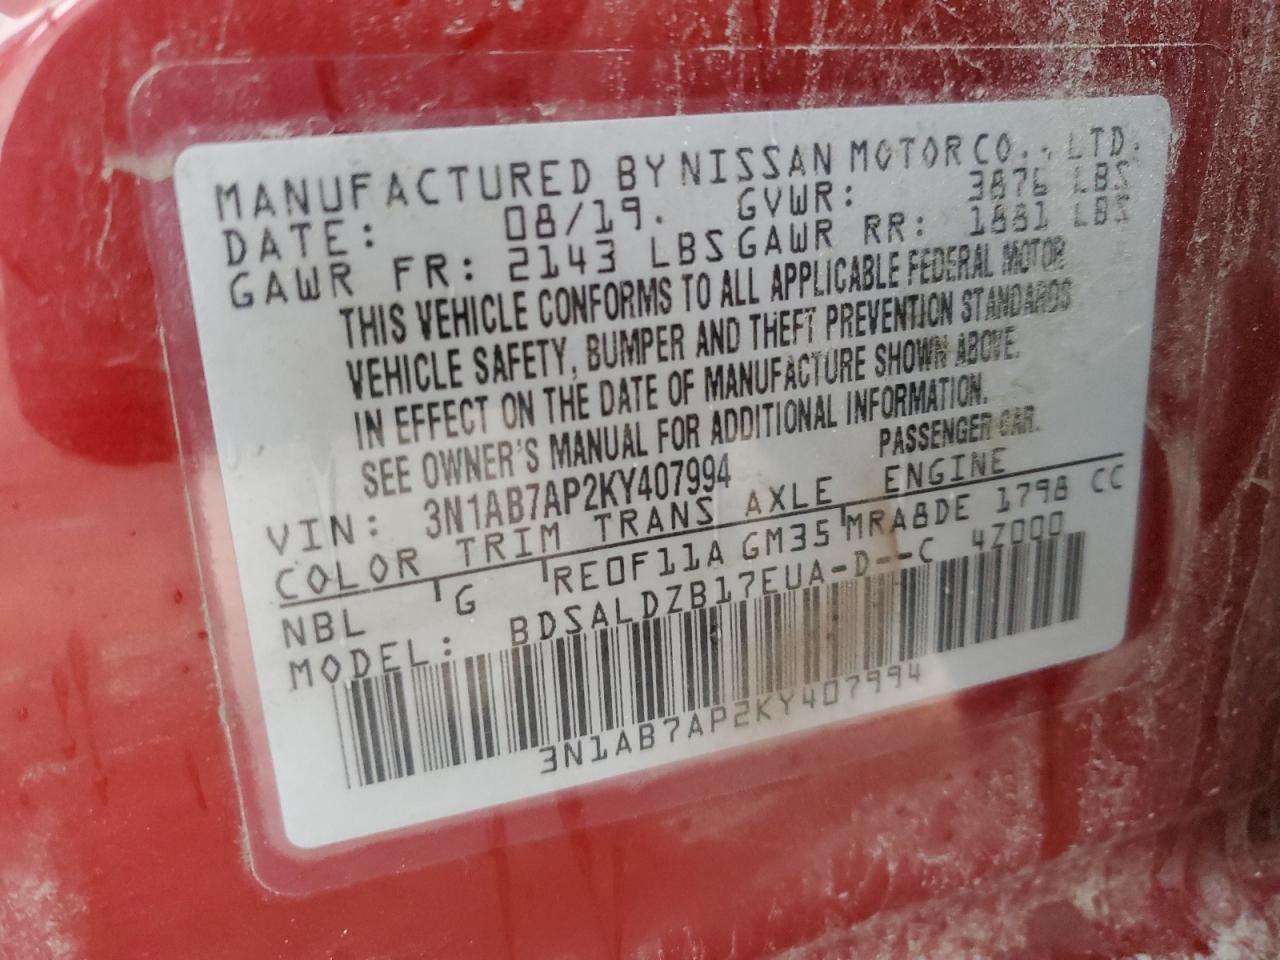 MANUFACTURED BY NISSAN MOTOR CO., LTD.
DATE: 08/19. GVWR: 3876 LBS
GAWR FR: 2143 LBS GAWR RR: 1881 LBS
THIS VEHICLE CONFORMS TO ALL APPLICABLE FEDERAL MOTOR
VEHICLE SAFETY, BUMPER AND THEFT PREVENTION STANDARDS
IN EFFECT ON THE DATE OF MANUFACTURE SHOWN ABOVE.
SEE OWNER'S MANUAL FOR ADDITIONAL INFORMATION.
VIN: 3N1AB7AP2KY407994 PASSENGER CAR.
COLOR TRIM TRANS AXLE ENGINE
NBL G RE0F11A GM35 MRA8DE 1798 CC
MODEL: BDSALDZB17EUA-D--C 4Z000
3N1AB7AP2KY407994